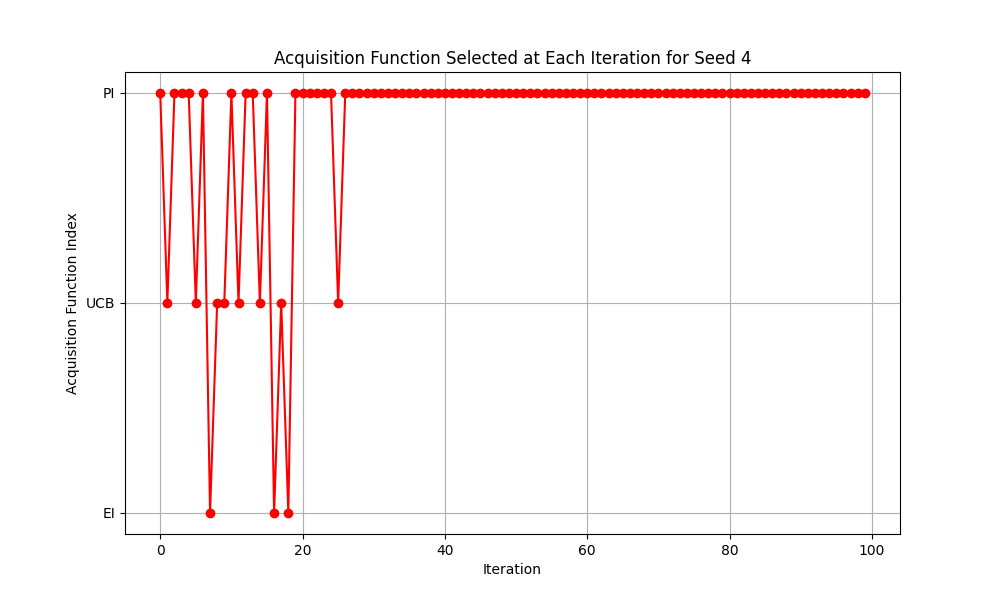 Acquisition Function Selected at Each Iteration for Seed 4
PI
UCB
EI
Acquisition Function Index
0 20 40 60 80 100
Iteration